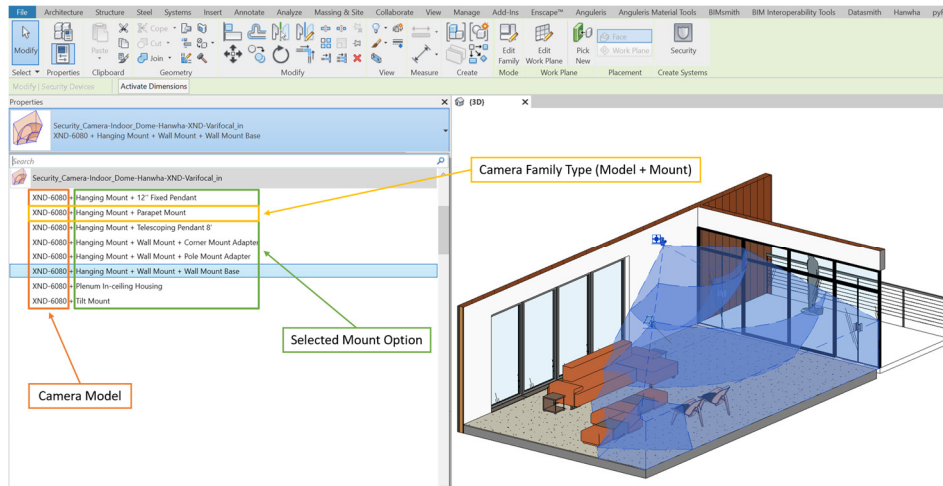 File Architecture Structure Steel Systems Insert Annotate Analyze Massing & Site Collaborate View Manage Add-Ins Enscape™ Anguleris Anguleris Material Tools BIMsmith BIM Interoperability Tools Datasmith Hanwha
Modify
Paste
Cope
Cut
Join
Edit Family
Edit Work Plane
Pick New
Face
Work Plane
Security
Select Properties Clipboard Geometry Modify View Measure Create Mode Work Plane Placement Create Systems
Modify | Security Devices Activate Dimensions
Properties
{3D}
Security_Camera-Indoor_Dome-Hanwha-XND-Varifocal_in
XND-6080 + Hanging Mount + Wall Mount + Wall Mount Base
Search
Security_Camera-Indoor_Dome-Hanwha-XND-Varifocal_in
XND-6080 + Hanging Mount + 12" Fixed Pendant
XND-6080 + Hanging Mount + Parapet Mount
XND-6080 + Hanging Mount + Telescoping Pendant 8'
XND-6080 + Hanging Mount + Wall Mount + Corner Mount Adapter
XND-6080 + Hanging Mount + Wall Mount + Pole Mount Adapter
XND-6080 + Hanging Mount + Wall Mount + Wall Mount Base
XND-6080 + Plenum In-ceiling Housing
XND-6080 + Tilt Mount
Camera Family Type (Model + Mount)
Selected Mount Option
Camera Model